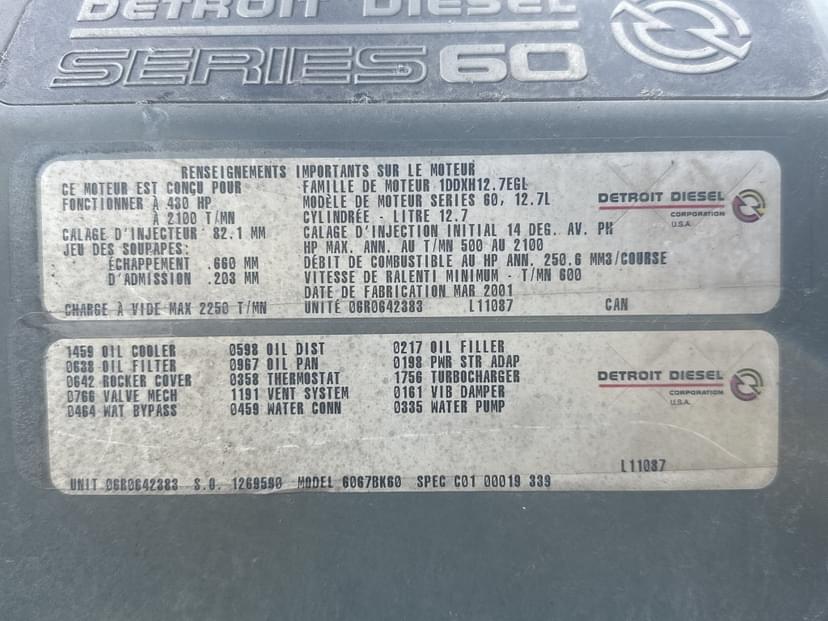 DETROIT DIESEL
SERIES 60
RENSEIGNEMENTS IMPORTANTS SUR LE MOTEUR
CE MOTEUR EST CONÇU POUR
FONCTIONNER À 430 HP
À 2100 T/MN
CALAGE D'INJECTEUR 82.1 MM
JEU DES SOUPAPES:
ÉCHAPPEMENT .660 MM
D'ADMISSION .203 MM
CHARGE À VIDE MAX 2250 T/MN
FAMILLE DE MOTEUR 1DDXH12.7EGL
MODÈLE DE MOTEUR SERIES 60, 12.7L
CYLINDRÉE - LITRE 12.7
CALAGE D'INJECTION INITIAL 14 DEG. AV. PH
HP MAX. ANN. AU T/MN 500 AU 2100
DÉBIT DE COMBUSTIBLE AU HP ANN. 250.6 MM3/COURSE
VITESSE DE RALENTI MINIMUM - T/MN 600
DATE DE FABRICATION MAR 2001
UNITÉ 06R0642383 L11087 CAN
DETROIT DIESEL
CORPORATION
U.S.A.
1459 OIL COOLER 0598 OIL DIST 0217 OIL FILLER
0638 OIL FILTER 0967 OIL PAN 0198 PWR STR ADAP
0642 ROCKER COVER 0358 THERMOSTAT 1756 TURBOCHARGER
0766 VALVE MECH 1191 VENT SYSTEM 0161 VIB DAMPER
0464 WAT BYPASS 0459 WATER CONN 0335 WATER PUMP
DETROIT DIESEL
CORPORATION
U.S.A.
L11087
UNIT 06R0642383 S.O. 1269590 MODEL 6067BK60 SPEC C01 00019 339